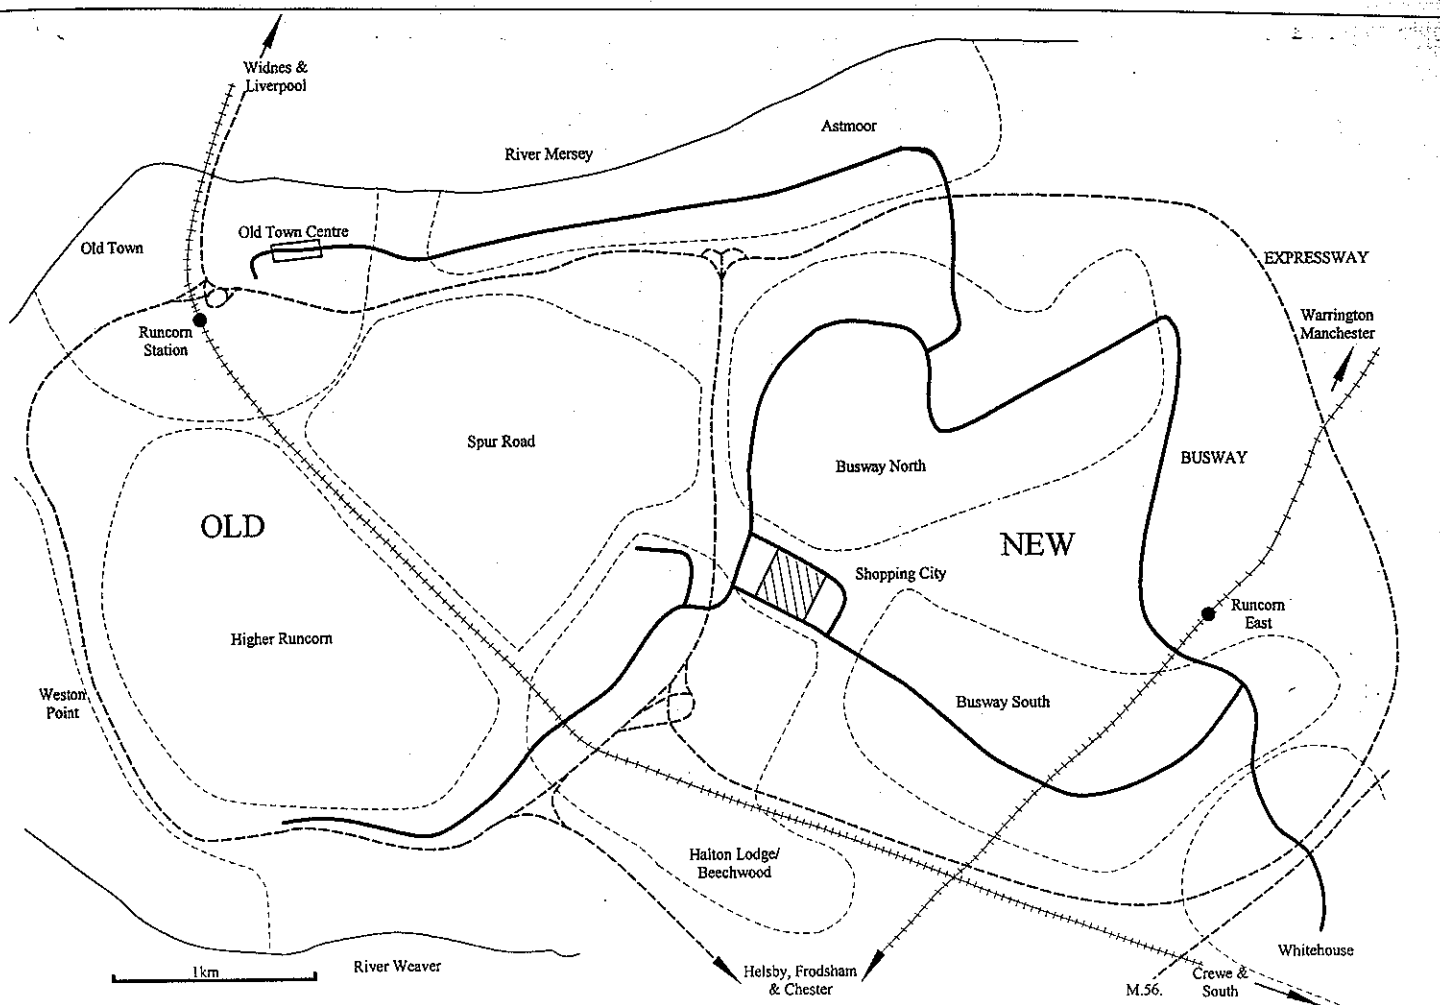 Widnes &
Liverpool
Astmoor
River Mersey
Old Town Centre
Old Town
EXPRESSWAY
Warrington
Manchester
Runcorn
Station
Spur Road
Busway North
BUSWAY
OLD
NEW
Shopping City
Runcorn
East
Higher Runcorn
Weston
Point
Busway South
Halton Lodge/
Beechwood
Whitehouse
River Weaver
1km
Helsby, Frodsham
& Chester
M.56.
Crewe &
South